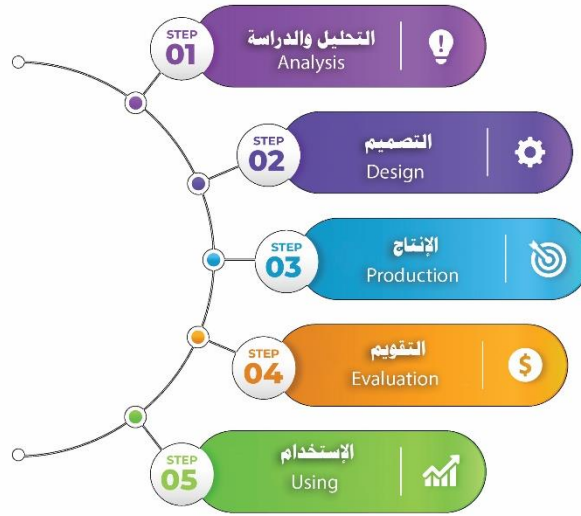 STEP
01
التحليل والدراسة
Analysis
STEP
02
التصميم
Design
STEP
03
الإنتاج
Production
STEP
04
التقويم
Evaluation
STEP
05
الإستخدام
Using